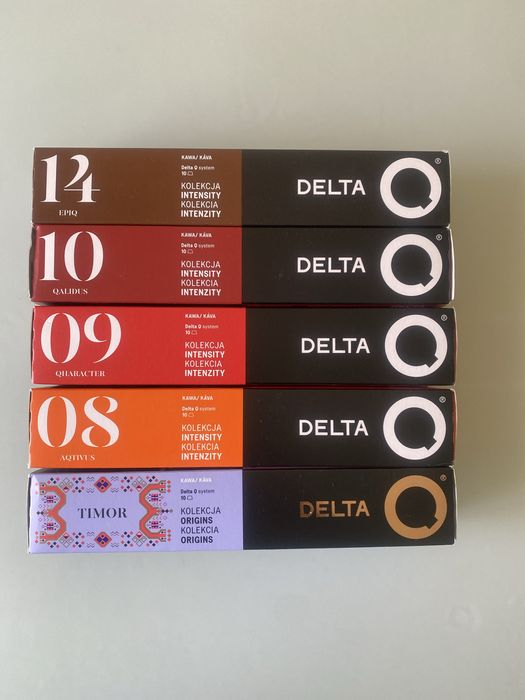 14
EPIQ
KAWA/ KÁVA
Delta Q system
10
KOLEKCJA
INTENSITY
KOLEKCIA
INTENZITY
DELTA Q®
10
QALIDUS
KAWA/ KÁVA
Delta Q system
10
KOLEKCJA
INTENSITY
KOLEKCIA
INTENZITY
DELTA Q®
09
QHARACTER
KAWA/ KÁVA
Delta Q system
10
KOLEKCJA
INTENSITY
KOLEKCIA
INTENZITY
DELTA Q®
08
AQTIVUS
KAWA/ KÁVA
Delta Q system
10
KOLEKCJA
INTENSITY
KOLEKCIA
INTENZITY
DELTA Q®
TIMOR
KAWA/ KÁVA
Delta Q system
10
KOLEKCJA
ORIGINS
KOLEKCIA
ORIGINS
DELTA Q®